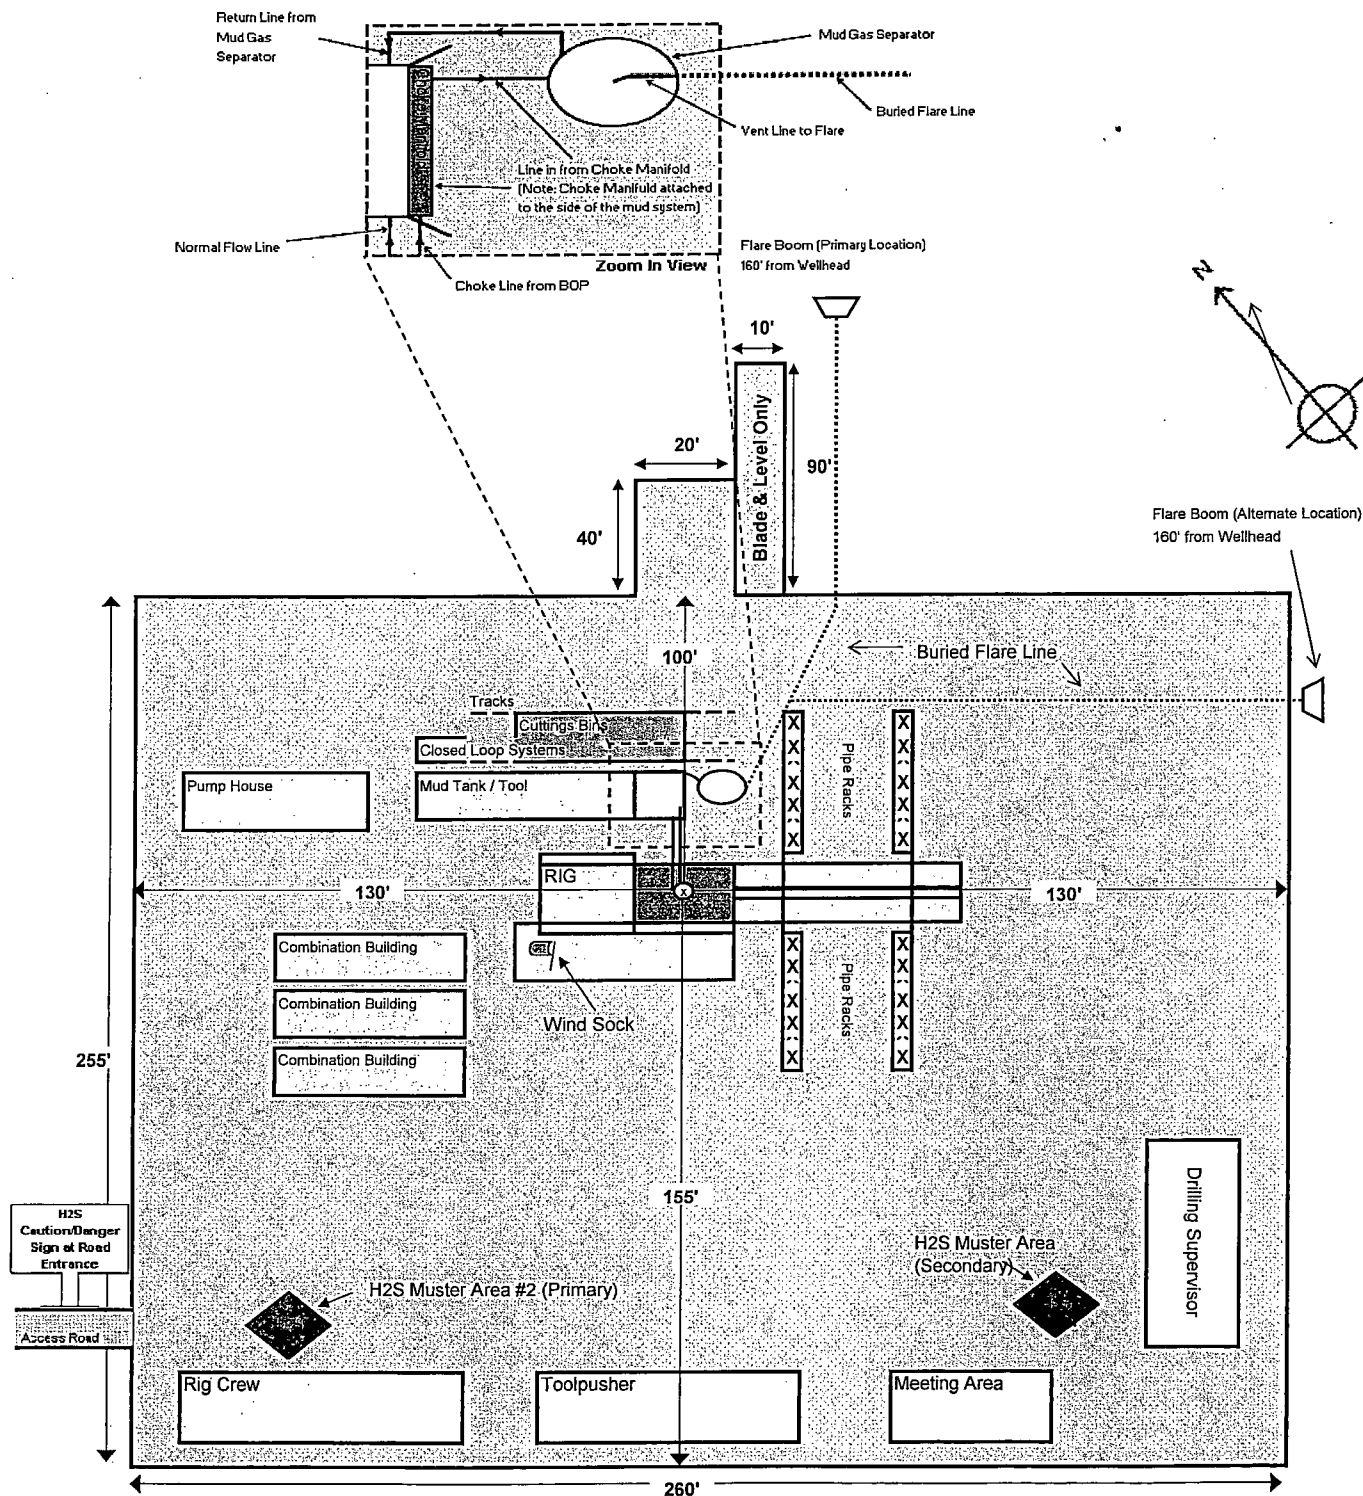 Return Line from
Mud Gas
Separator
Mud Gas Separator
Buried Flare Line
Vent Line to Flare
Line in from Choke Manifold
(Note: Choke Manifuld attached
to the side of the mud system)
Normal Flow Line
Zoom In View
Choke Line from BOP
Flare Boom (Primary Location)
160' from Wellhead
N
10'
Blade & Level Only
90'
20'
40'
Flare Boom (Alternate Location)
160' from Wellhead
100'
Buried Flare Line
Tracks
Cuttings Bins
Closed Loop Systems
Pump House
Mud Tank / Tool
X X X X X
Pipe Racks
X X X X X
RIG
130'
x
130'
Combination Building
Combination Building
Combination Building
Wind Sock
X X X X X
Pipe Racks
X X X X X
255'
155'
Drilling Supervisor
H2S
Caution/Danger
Sign at Road
Entrance
Access Road
H2S Muster Area #2 (Primary)
H2S Muster Area
(Secondary)
Rig Crew
Toolpusher
Meeting Area
260'